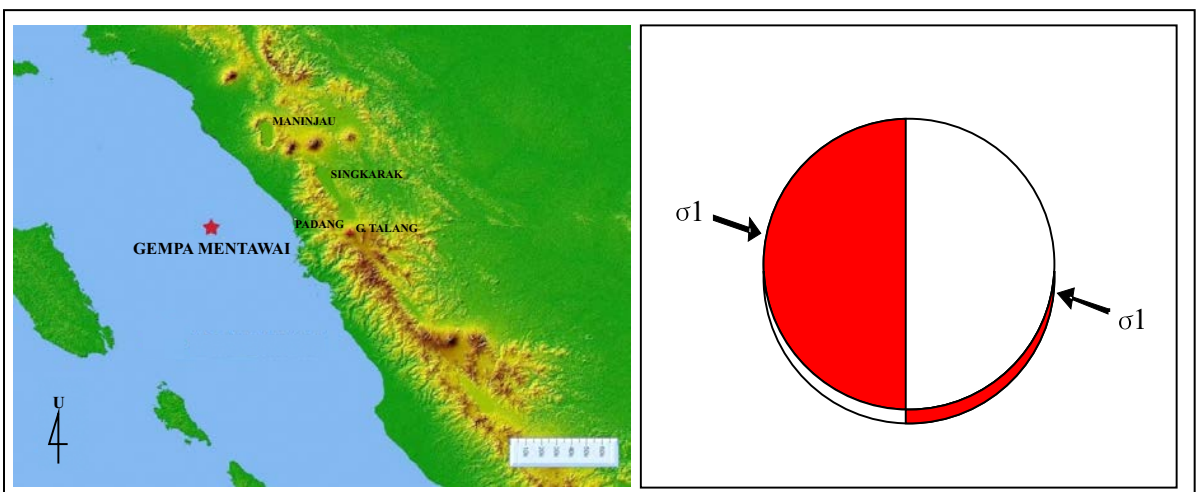 MANINJAU
SINGKARAK
PADANG
G. TALANG
GEMPA MENTAWAI
U
σ1
σ1